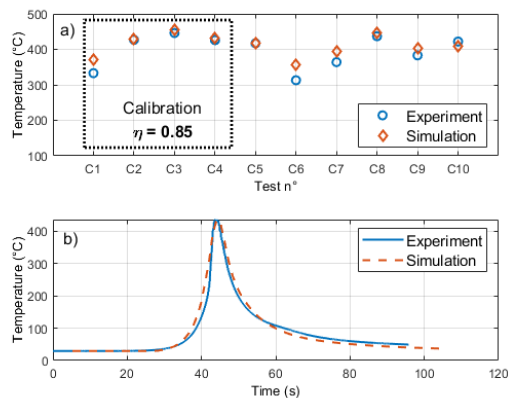 a)
Temperature (°C)
500
400
300
200
100
Calibration
η = 0.85
Experiment
Simulation
C1 C2 C3 C4 C5 C6 C7 C8 C9 C10
Test n°
b)
Temperature (°C)
400
300
200
100
0
Experiment
Simulation
0 20 40 60 80 100 120
Time (s)